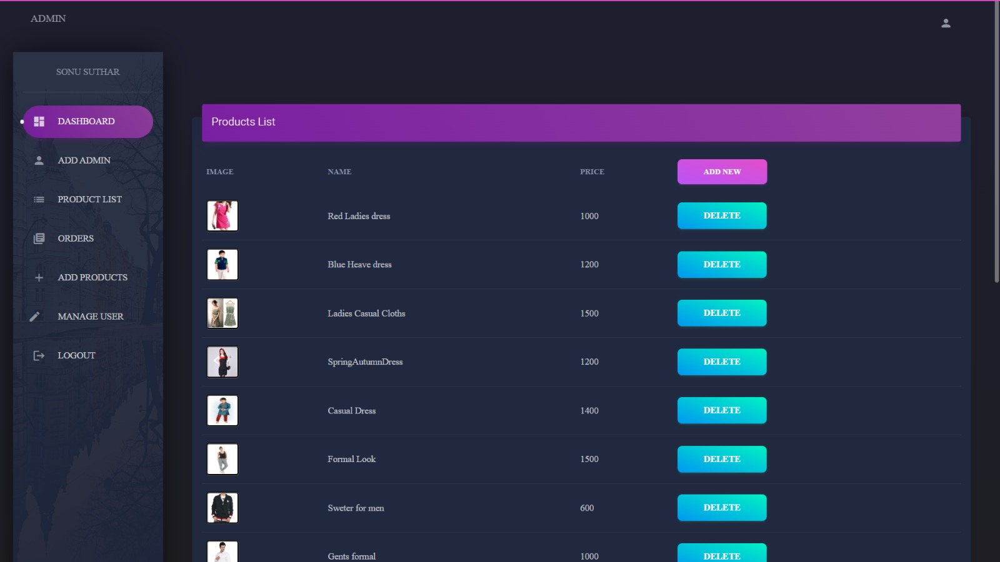 ADMIN
SONU SUTHAR
DASHBOARD
ADD ADMIN
PRODUCT LIST
ORDERS
ADD PRODUCTS
MANAGE USER
LOGOUT
Products List
IMAGE NAME PRICE ADD NEW
Red Ladies dress 1000 DELETE
Blue Heave dress 1200 DELETE
Ladies Casual Cloths 1500 DELETE
SpringAutumnDress 1200 DELETE
Casual Dress 1400 DELETE
Formal Look 1500 DELETE
Sweter for men 600 DELETE
Gents formal 1000 DELETE